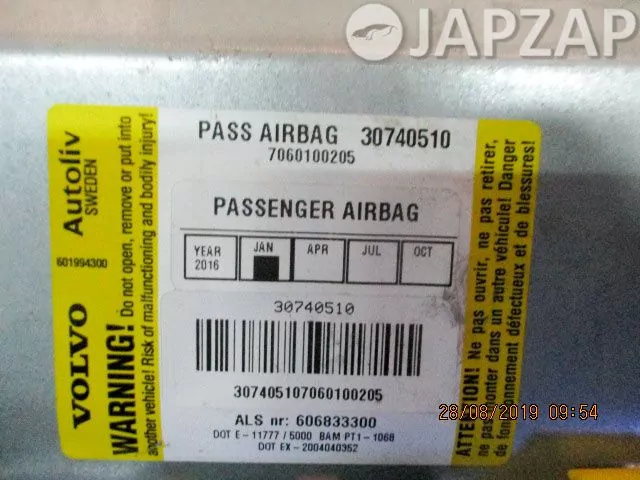 JAPZAP
PASS AIRBAG 30740510
7060100205
PASSENGER AIRBAG
YEAR
2016
JAN
APR
JUL
OCT
30740510
307405107060100205
ALS nr: 606833300
DOT E - 11777 / 5000 BAM PT1 - 1068
DOT EX - 2004040352
Autoliv
SWEDEN
601994300
VOLVO
WARNING! Do not open, remove or put into
another vehicle! Risk of malfunctioning and bodily injury!
ATTENTION! Ne pas ouvrir, ne pas retirer,
ne pas monter dans un autre véhicule! Danger
de fonctionnement défectueux et de blessures!
28/08/2019 09:54